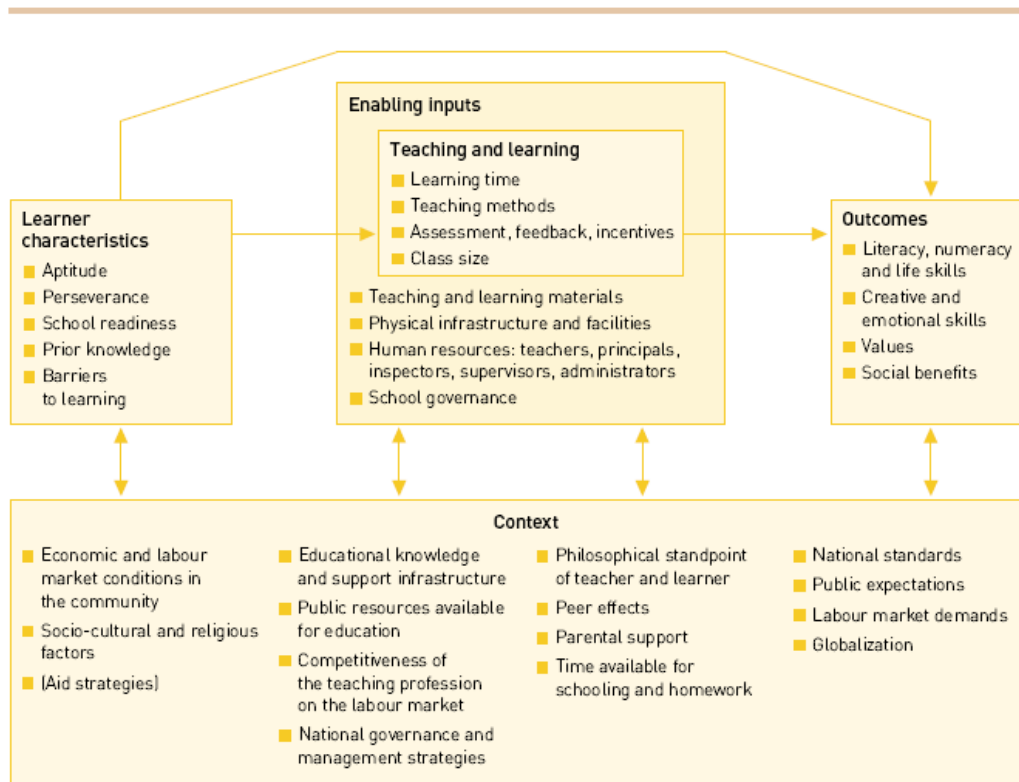 Enabling inputs
Teaching and learning
Learning time
Teaching methods
Assessment, feedback, incentives
Class size
Teaching and learning materials
Physical infrastructure and facilities
Human resources: teachers, principals,
inspectors, supervisors, administrators
School governance
Learner
characteristics
Aptitude
Perseverance
School readiness
Prior knowledge
Barriers
to learning
Outcomes
Literacy, numeracy
and life skills
Creative and
emotional skills
Values
Social benefits
Context
Economic and labour
market conditions in
the community
Socio-cultural and religious
factors
(Aid strategies)
Educational knowledge
and support infrastructure
Public resources available
for education
Competitiveness of
the teaching profession
on the labour market
National governance and
management strategies
Philosophical standpoint
of teacher and learner
Peer effects
Parental support
Time available for
schooling and homework
National standards
Public expectations
Labour market demands
Globalization